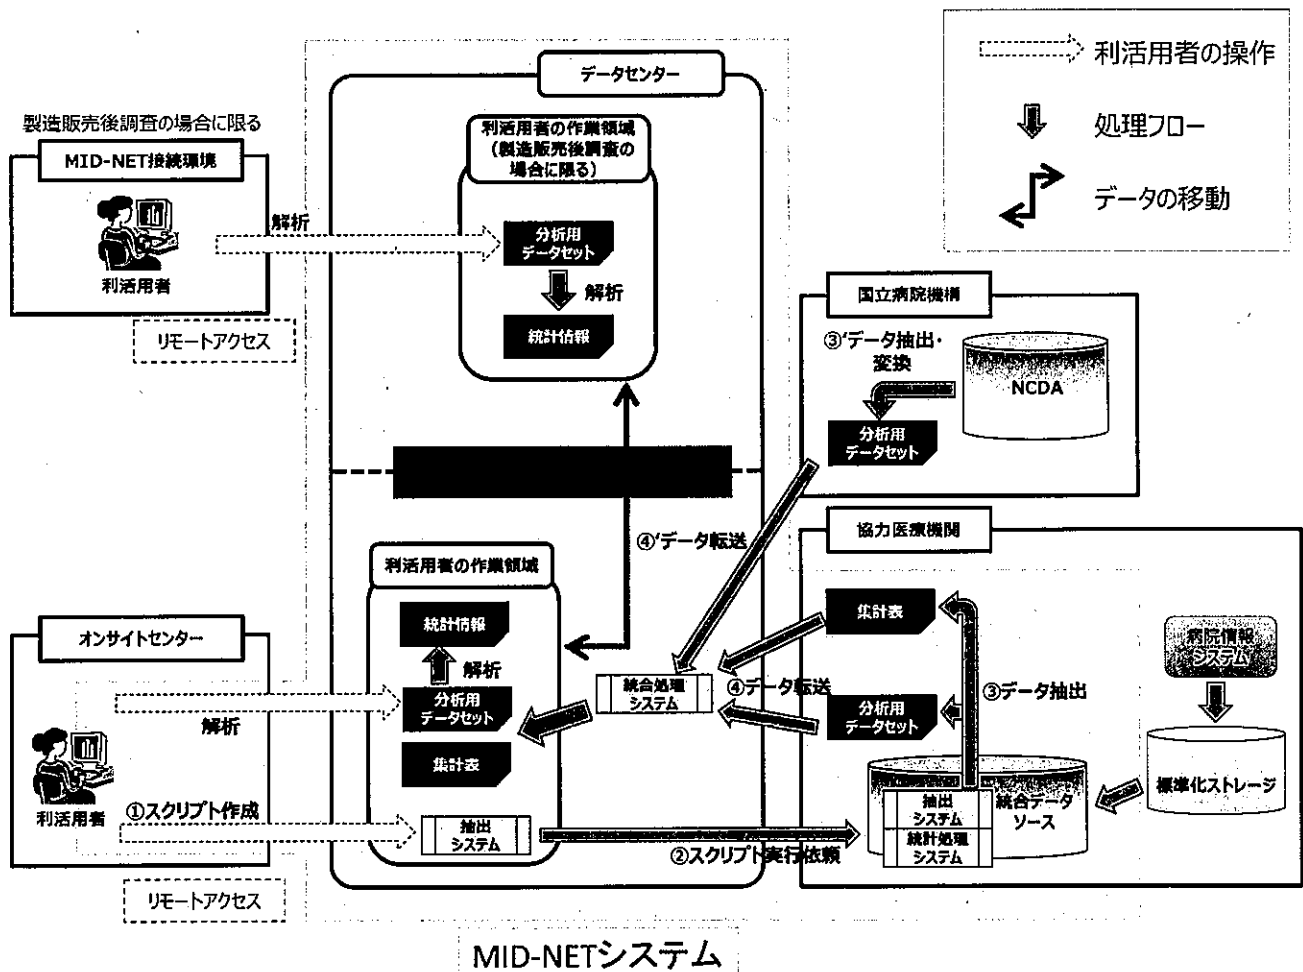 利活用者の操作
処理フロー
データの移動
データセンター
製造販売後調査の場合に限る
MID-NET接続環境
利活用者
リモートアクセス
解析
利活用者の作業領域
(製造販売後調査の
場合に限る)
分析用
データセット
解析
統計情報
国立病院機構
③'データ抽出・
変換
NCDA
分析用
データセット
④'データ転送
協力医療機関
集計表
病院情報
システム
③データ抽出
④データ転送
分析用
データセット
標準化ストレージ
抽出
システム
統合データ
ソース
統計処理
システム
利活用者の作業領域
統計情報
解析
分析用
データセット
集計表
統合処理
システム
抽出
システム
②スクリプト実行依頼
オンサイトセンター
解析
利活用者
①スクリプト作成
リモートアクセス
MID-NETシステム